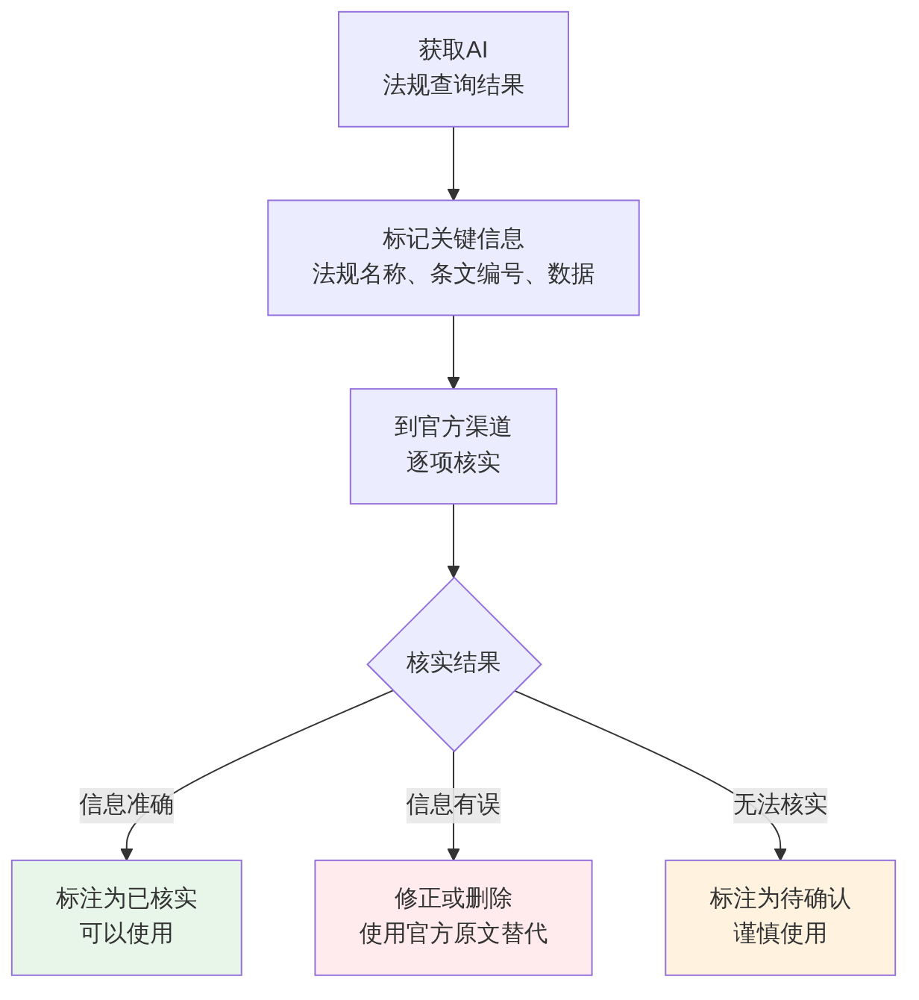 获取AI
法规查询结果
标记关键信息
法规名称、条文编号、数据
到官方渠道
逐项核实
核实结果
信息准确
信息有误
无法核实
标注为已核实
可以使用
修正或删除
使用官方原文替代
标注为待确认
谨慎使用